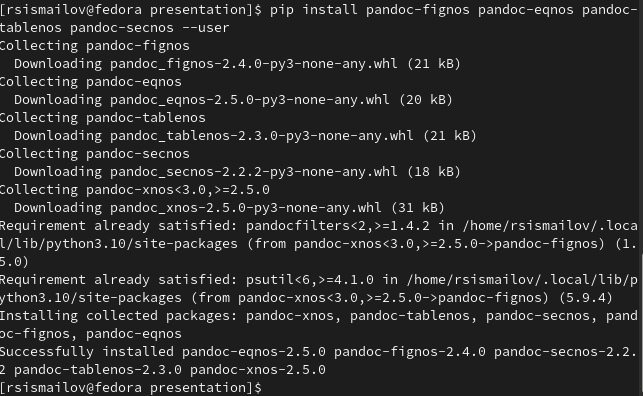 [rsismailov@fedora presentation]$ pip install pandoc-fignos pandoc-eqnos pandoc-
tablenos pandoc-secnos --user
Collecting pandoc-fignos
  Downloading pandoc_fignos-2.4.0-py3-none-any.whl (21 kB)
Collecting pandoc-eqnos
  Downloading pandoc_eqnos-2.5.0-py3-none-any.whl (20 kB)
Collecting pandoc-tablenos
  Downloading pandoc_tablenos-2.3.0-py3-none-any.whl (21 kB)
Collecting pandoc-secnos
  Downloading pandoc_secnos-2.2.2-py3-none-any.whl (18 kB)
Collecting pandoc-xnos<3.0,>=2.5.0
  Downloading pandoc_xnos-2.5.0-py3-none-any.whl (31 kB)
Requirement already satisfied: pandocfilters<2,>=1.4.2 in /home/rsismailov/.loca
l/lib/python3.10/site-packages (from pandoc-xnos<3.0,>=2.5.0->pandoc-fignos) (1.
5.0)
Requirement already satisfied: psutil<6,>=4.1.0 in /home/rsismailov/.local/lib/p
ython3.10/site-packages (from pandoc-xnos<3.0,>=2.5.0->pandoc-fignos) (5.9.4)
Installing collected packages: pandoc-xnos, pandoc-tablenos, pandoc-secnos, pand
oc-fignos, pandoc-eqnos
Successfully installed pandoc-eqnos-2.5.0 pandoc-fignos-2.4.0 pandoc-secnos-2.2.
2 pandoc-tablenos-2.3.0 pandoc-xnos-2.5.0
[rsismailov@fedora presentation]$